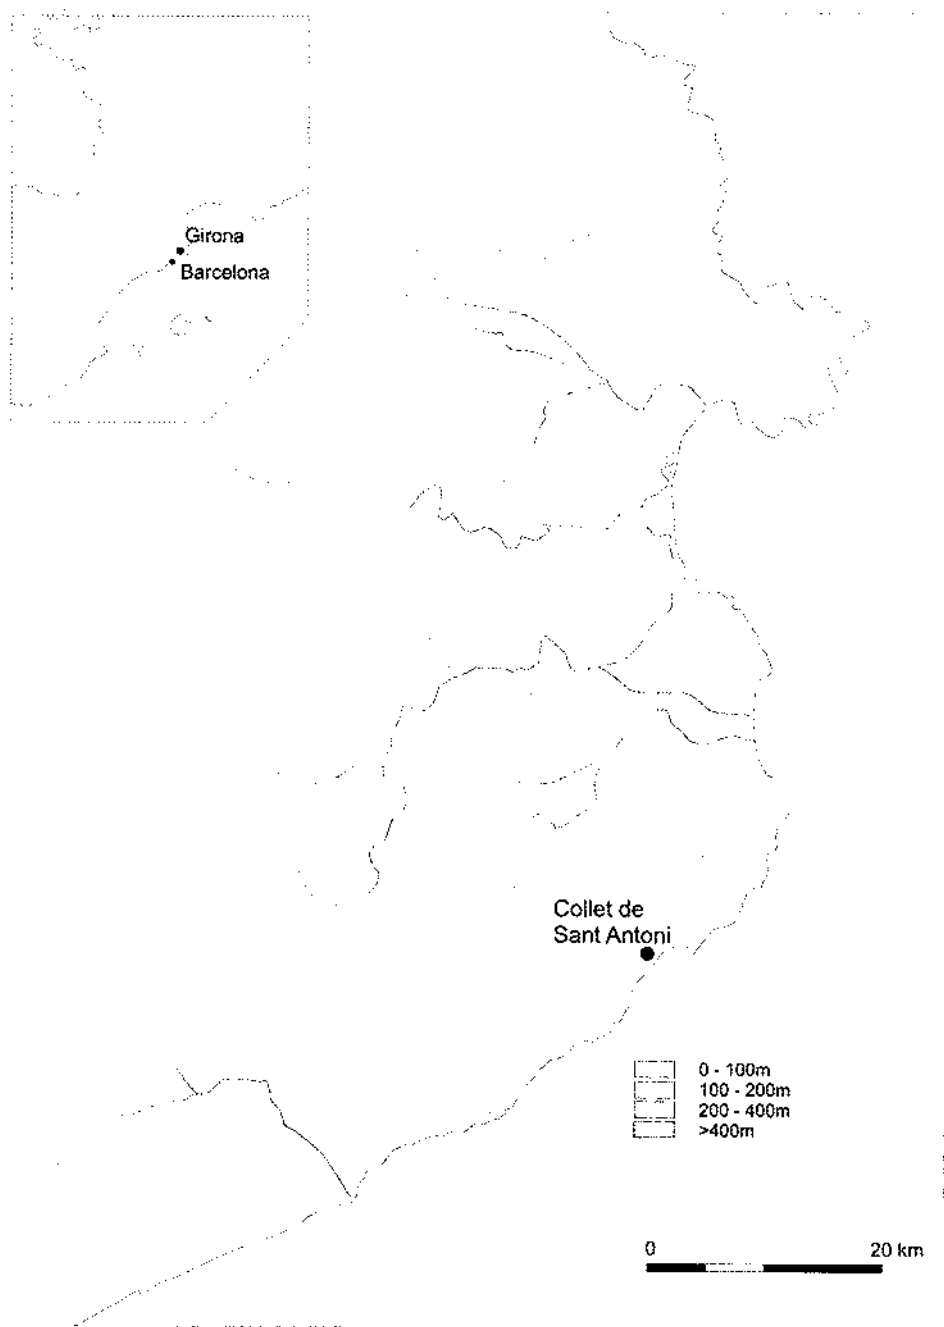 Girona
Barcelona
Collet de
Sant Antoni
0 - 100m
100 - 200m
200 - 400m
>400m
0 20 km